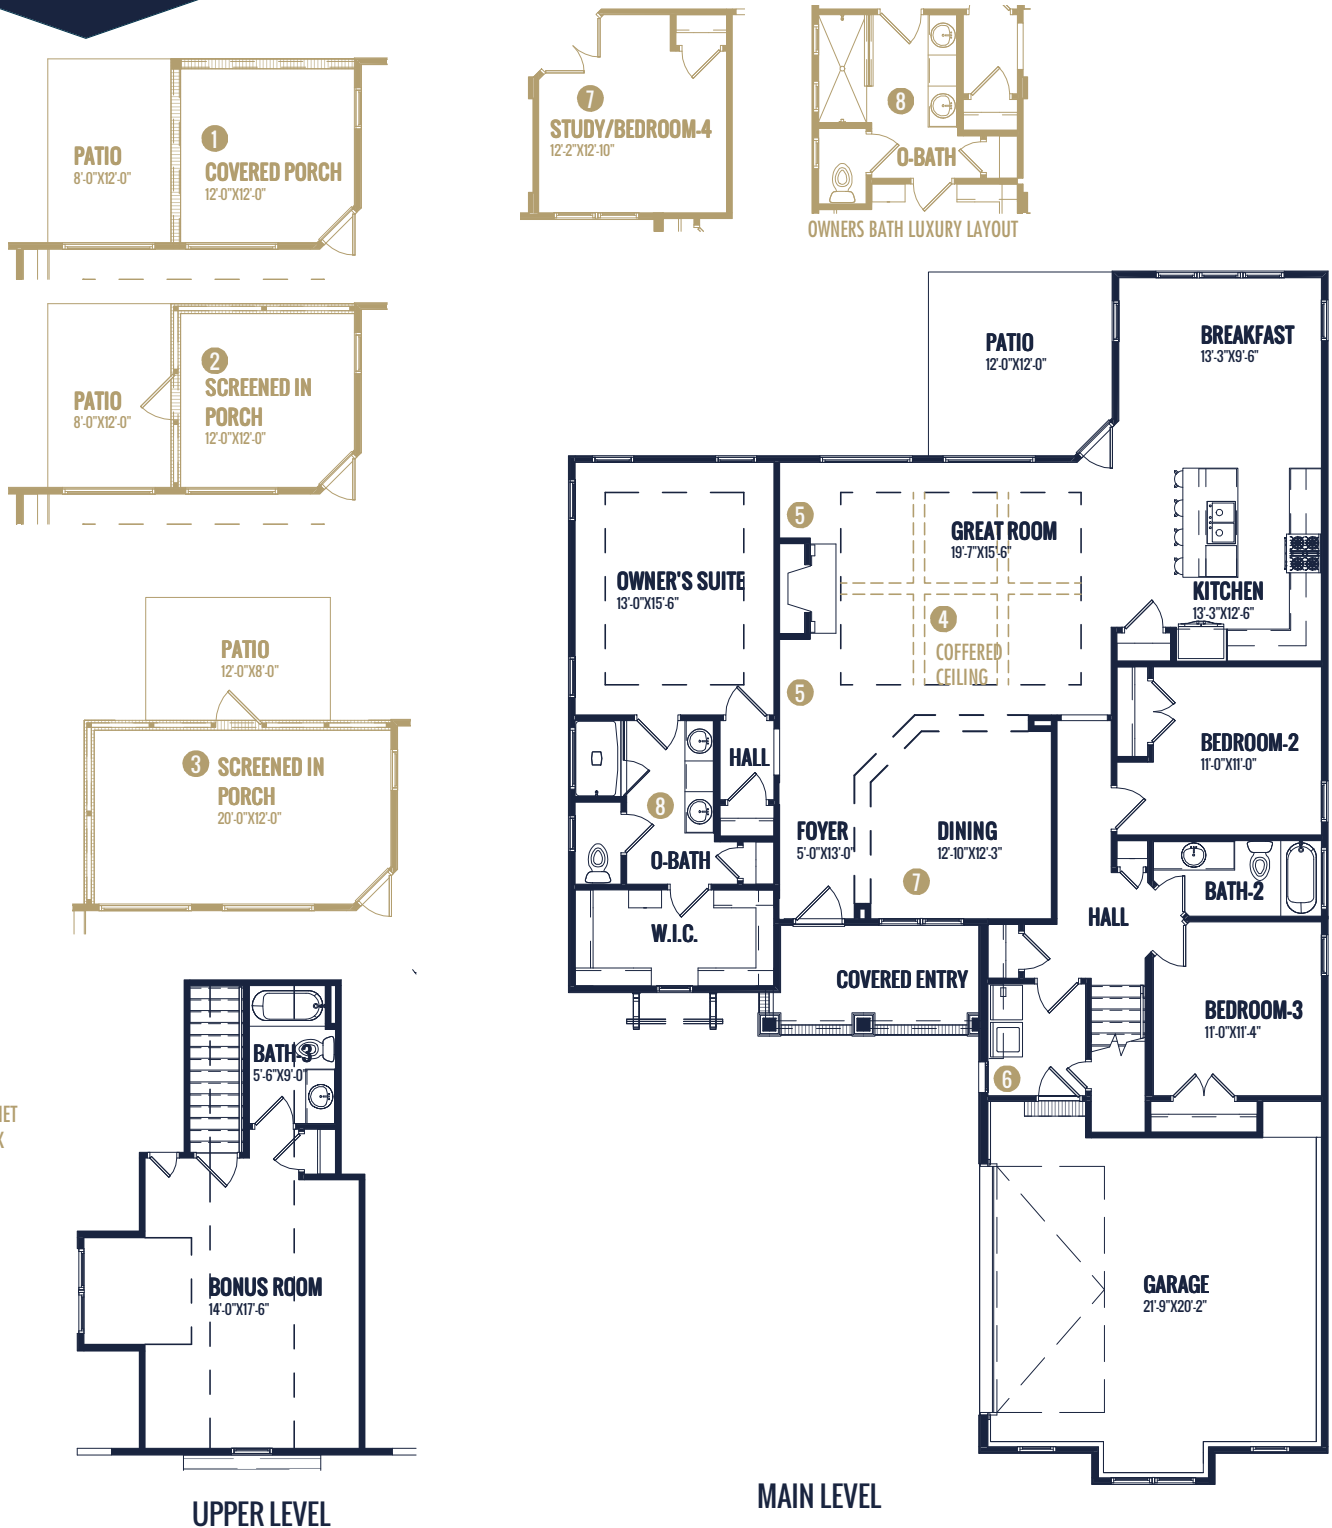 1
COVERED PORCH
12'-0"X12'-0"
PATIO
8'-0"X12'-0"
2
SCREENED IN
PORCH
12'-0"X12'-0"
PATIO
8'-0"X12'-0"
PATIO
12'-0"X8'-0"
3
SCREENED IN
PORCH
20'-0"X12'-0"
7
STUDY/BEDROOM-4
12'-2"X12'-10"
8
O-BATH
OWNERS BATH LUXURY LAYOUT
PATIO
12'-0"X12'-0"
BREAKFAST
13'-3"X9'-6"
5
GREAT ROOM
19'-7"X15'-6"
OWNER'S SUITE
13'-0"X15'-6"
KITCHEN
13'-3"X12'-6"
4
COFFERED
CEILING
5
HALL
BEDROOM-2
11'-0"X11'-0"
8
O-BATH
FOYER
5'-0"X13'-0"
DINING
12'-10"X12'-3"
7
BATH-2
HALL
W.I.C.
COVERED ENTRY
BEDROOM-3
11'-0"X11'-4"
6
GARAGE
21'-9"X20'-2"
MAIN LEVEL
BATH-3
5'-6"X9'-0"
BONUS ROOM
14'-0"X17'-6"
UPPER LEVEL